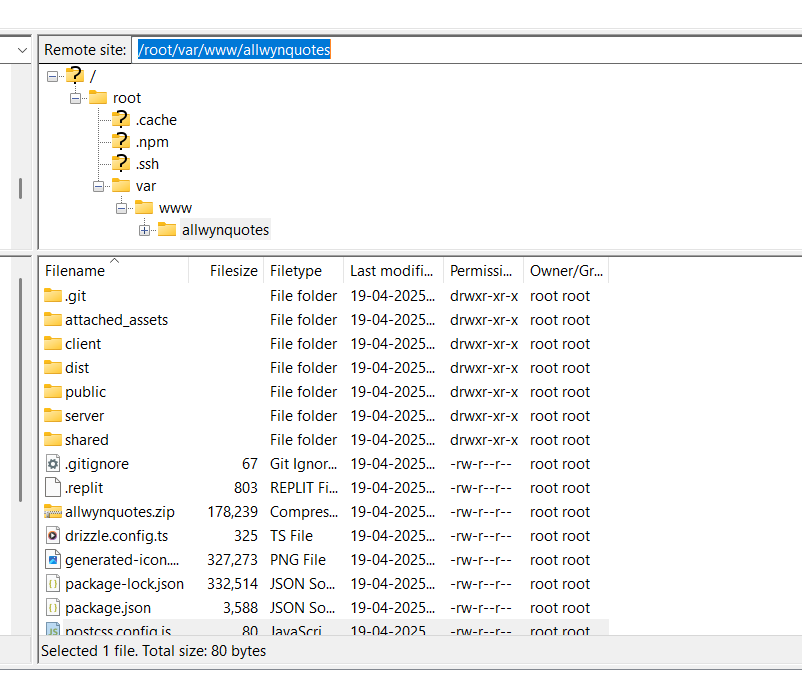 Remote site: /root/var/www/allwynquotes
/
root
.cache
.npm
.ssh
var
www
allwynquotes
Filename Filesize Filetype Last modifi... Permissi... Owner/Gr...
.git File folder 19-04-2025... drwxr-xr-x root root
attached_assets File folder 19-04-2025... drwxr-xr-x root root
client File folder 19-04-2025... drwxr-xr-x root root
dist File folder 19-04-2025... drwxr-xr-x root root
public File folder 19-04-2025... drwxr-xr-x root root
server File folder 19-04-2025... drwxr-xr-x root root
shared File folder 19-04-2025... drwxr-xr-x root root
.gitignore 67 Git Ignor... 19-04-2025... -rw-r--r-- root root
.replit 803 REPLIT Fi... 19-04-2025... -rw-r--r-- root root
allwynquotes.zip 178,239 Compres... 19-04-2025... -rw-r--r-- root root
drizzle.config.ts 325 TS File 19-04-2025... -rw-r--r-- root root
generated-icon.... 327,273 PNG File 19-04-2025... -rw-r--r-- root root
package-lock.json 332,514 JSON So... 19-04-2025... -rw-r--r-- root root
package.json 3,588 JSON So... 19-04-2025... -rw-r--r-- root root
postcss.config.js 80 JavaScri... 19-04-2025... -rw-r--r-- root root
Selected 1 file. Total size: 80 bytes